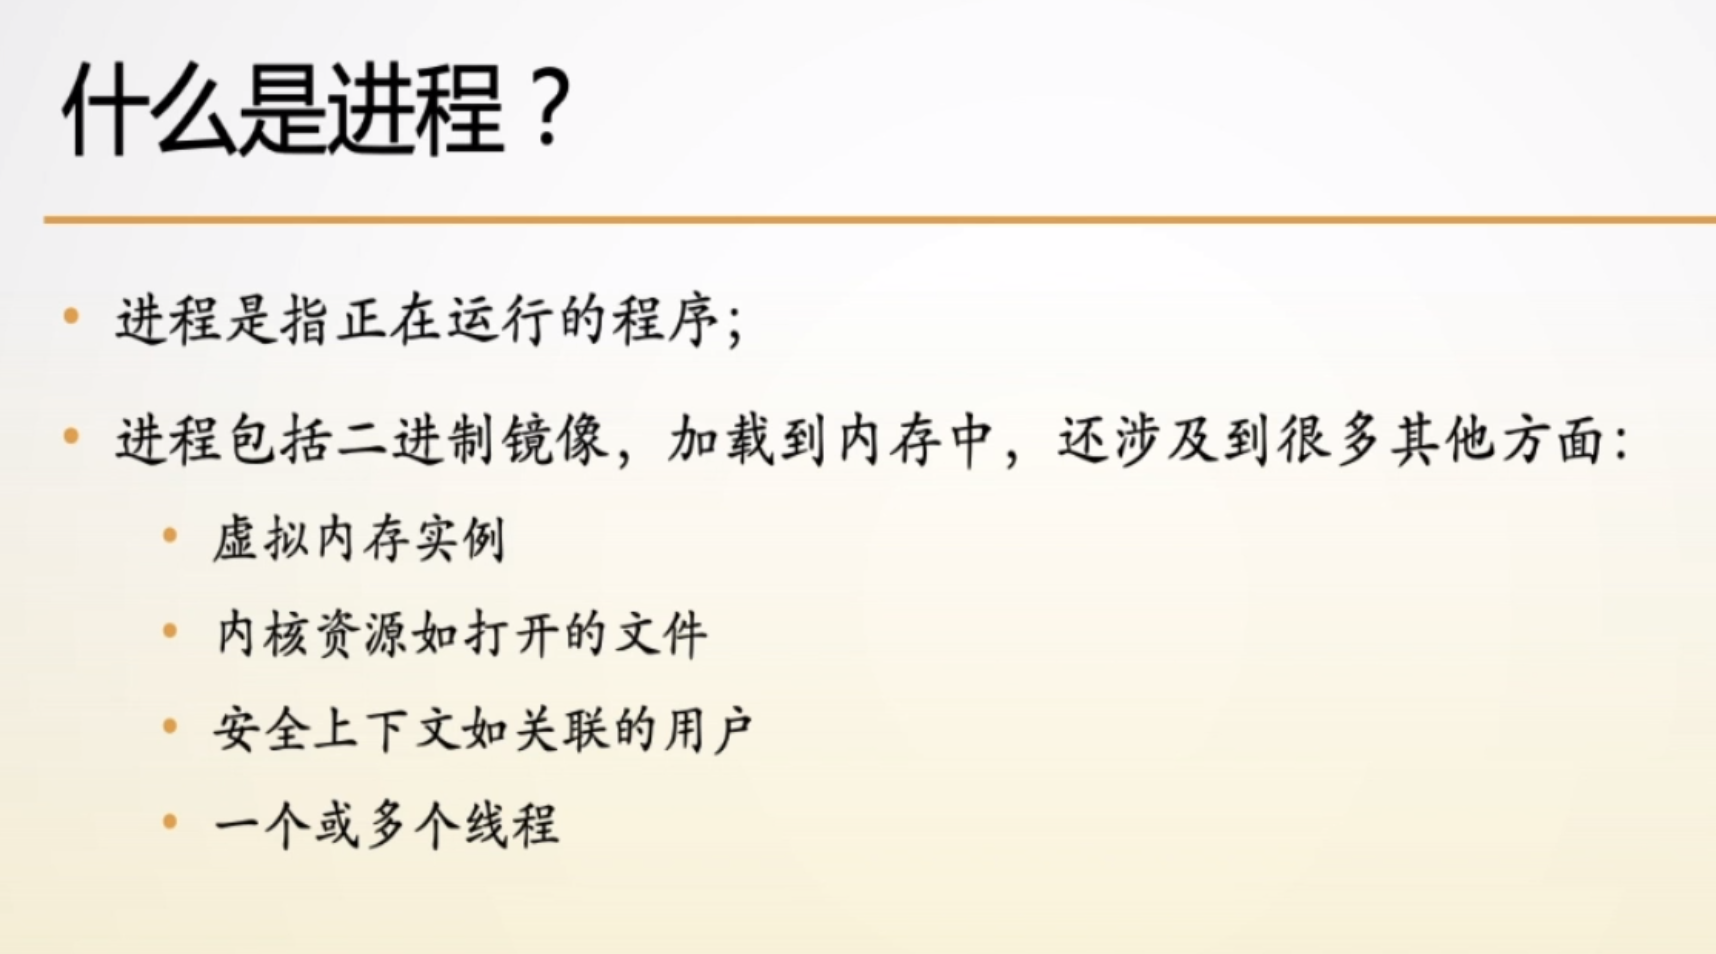 什么是进程？
• 进程是指正在运行的程序；
• 进程包括二进制镜像，加载到内存中，还涉及到很多其他方面：
• 虚拟内存实例
• 内核资源如打开的文件
• 安全上下文如关联的用户
• 一个或多个线程